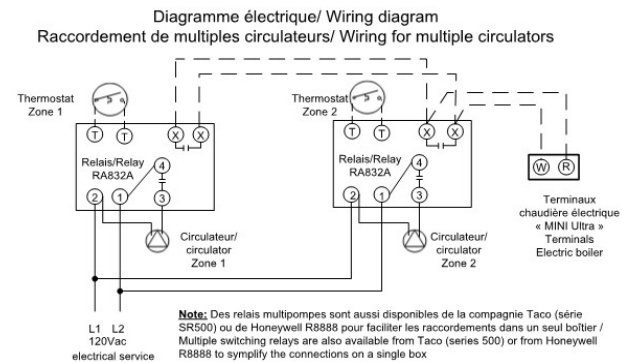 Diagramme électrique/ Wiring diagram
Raccordement de multiples circulateurs/ Wiring for multiple circulators
Thermostat
Zone 1
Thermostat
Zone 2
T T X X
T T X X
Relais/Relay
RA832A
4
2 1 3
Relais/Relay
RA832A
4
2 1 3
W R
Circulateur/
circulator
Zone 1
Circulateur/
circulator
Zone 2
Terminaux
chaudière électrique
« MINI Ultra »
Terminals
Electric boiler
L1 L2
120Vac
electrical service
Note: Des relais multipompes sont aussi disponibles de la compagnie Taco (série
SR500) ou de Honeywell R8888 pour faciliter les raccordements dans un seul boîtier /
Multiple switching relays are also available from Taco (series 500) or from Honeywell
R8888 to symplify the connections on a single box